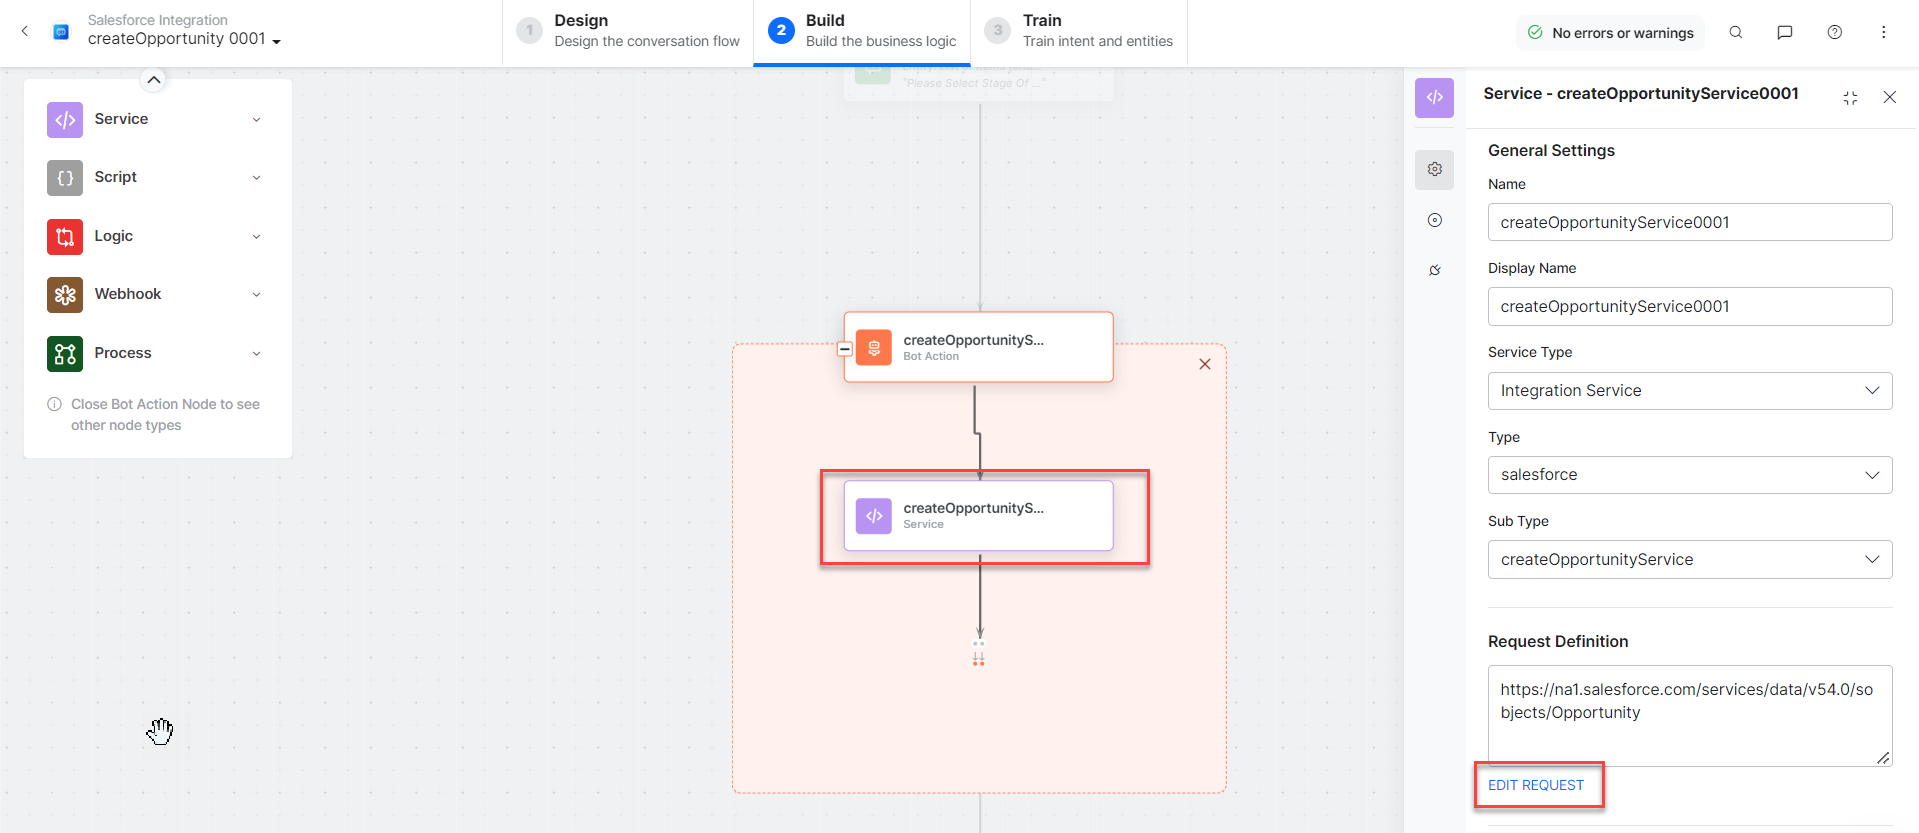 Salesforce Integration
createOpportunity 0001
1
Design
Design the conversation flow
2
Build
Build the business logic
3
Train
Train intent and entities
No errors or warnings
Service
Script
Logic
Webhook
Process
Close Bot Action Node to see
other node types
"Please Select Stage Of ..."
createOpportunityS...
Bot Action
createOpportunityS...
Service
Service - createOpportunityService0001
General Settings
Name
createOpportunityService0001
Display Name
createOpportunityService0001
Service Type
Integration Service
Type
salesforce
Sub Type
createOpportunityService
Request Definition
https://na1.salesforce.com/services/data/v54.0/so
bjects/Opportunity
EDIT REQUEST